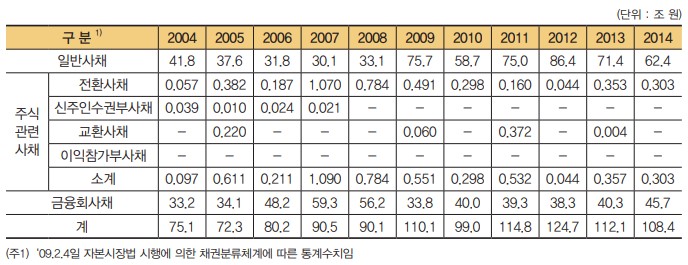 (단위 : 조 원)
구 분 1) 2004 2005 2006 2007 2008 2009 2010 2011 2012 2013 2014
일반사채 41.8 37.6 31.8 30.1 33.1 75.7 58.7 75.0 86.4 71.4 62.4
주식 관련 사채
전환사채 0.057 0.382 0.187 1.070 0.784 0.491 0.298 0.160 0.044 0.353 0.303
신주인수권부사채 0.039 0.010 0.024 0.021 – – – – – – –
교환사채 – 0.220 – – – 0.060 – 0.372 – 0.004 –
이익참가부사채 – – – – – – – – – – –
소계 0.097 0.611 0.211 1.090 0.784 0.551 0.298 0.532 0.044 0.357 0.303
금융회사채 33.2 34.1 48.2 59.3 56.2 33.8 40.0 39.3 38.3 40.3 45.7
계 75.1 72.3 80.2 90.5 90.1 110.1 99.0 114.8 124.7 112.1 108.4
(주1) '09.2.4일 자본시장법 시행에 의한 채권분류체계에 따른 통계수치임